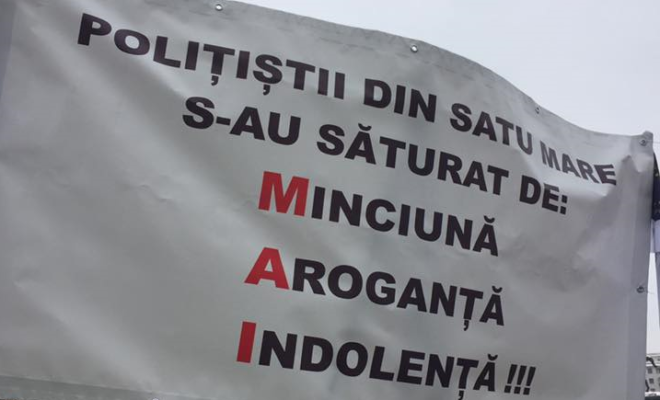 POLIȚIȘTII DIN SATU MARE
S-AU SĂTURAT DE:
MINCIUNĂ
AROGANȚĂ
INDOLENȚĂ!!!